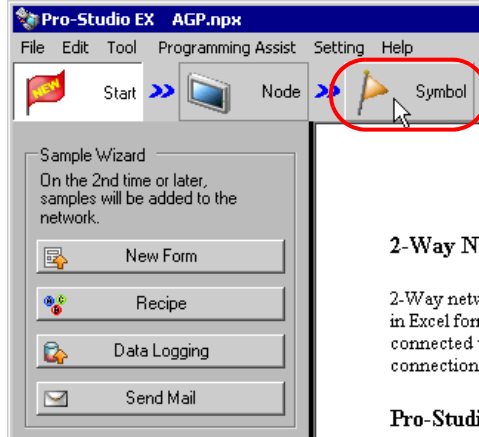 Pro-Studio EX AGP.npx
File Edit Tool Programming Assist Setting Help
NEW Start Node Symbol
Sample Wizard
On the 2nd time or later,
samples will be added to the
network.
New Form
Recipe
Data Logging
Send Mail
2-Way N
2-Way netw
in Excel for
connected
connection
Pro-Studi